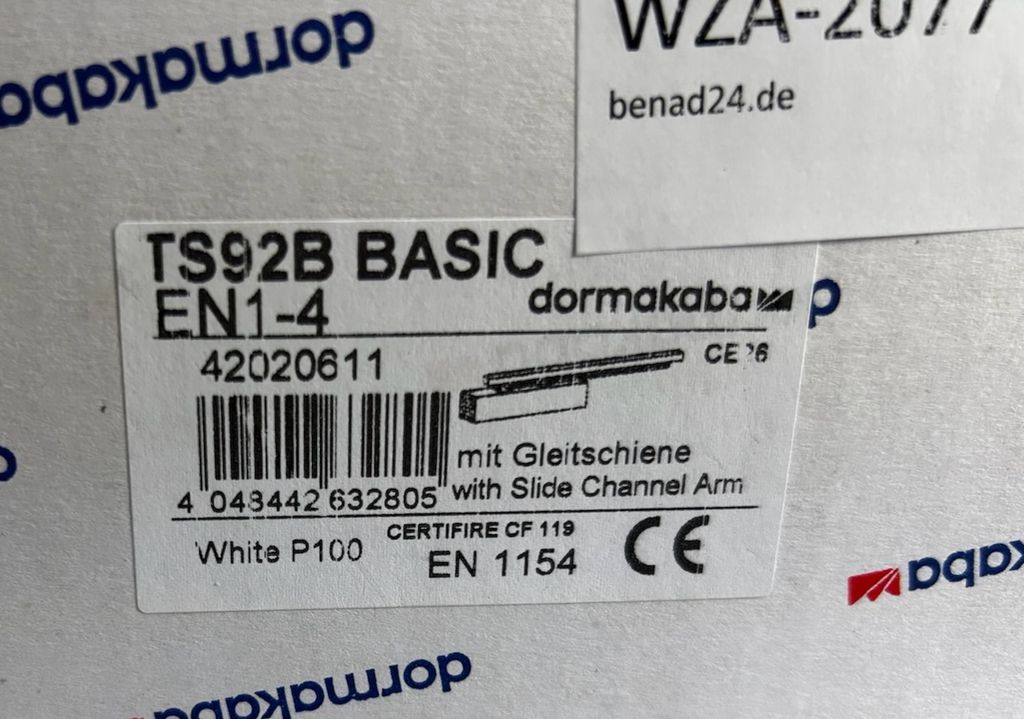 dormakaba
WZA-2077
benad24.de
TS92B BASIC
EN1-4
dormakaba
42020611
mit Gleitschiene
with Slide Channel Arm
4 048442 632805
White P100
CERTIFIRE CF 119
EN 1154
CE
dormakaba